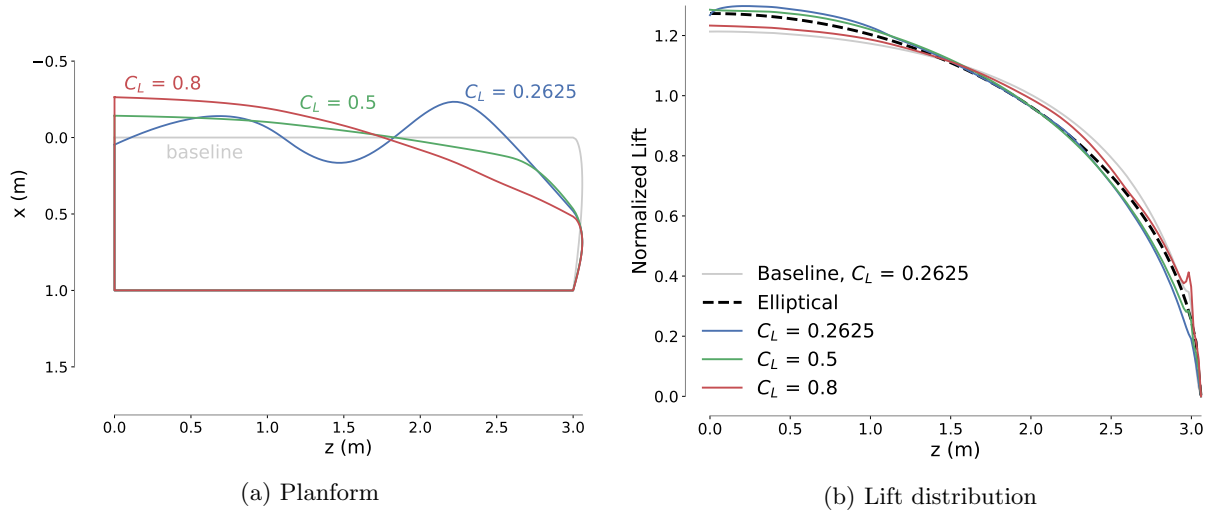 −0.5
0.0
0.5
1.0
1.5
x (m)
C_L = 0.8
C_L = 0.5
C_L = 0.2625
baseline
0.0 0.5 1.0 1.5 2.0 2.5 3.0
z (m)
(a) Planform
1.2
1.0
0.8
0.6
0.4
0.2
0.0
Normalized Lift
Baseline, C_L = 0.2625
Elliptical
C_L = 0.2625
C_L = 0.5
C_L = 0.8
0.0 0.5 1.0 1.5 2.0 2.5 3.0
z (m)
(b) Lift distribution